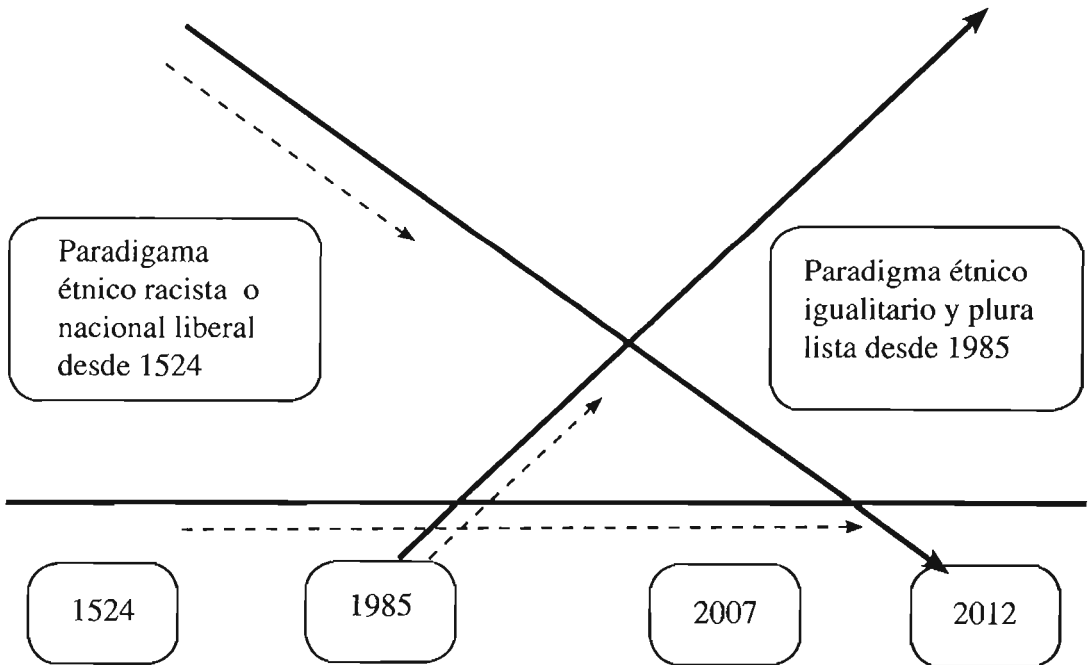 Paradigama
étnico racista o
nacional liberal
desde 1524
Paradigma étnico
igualitario y plura
lista desde 1985
1524
1985
2007
2012